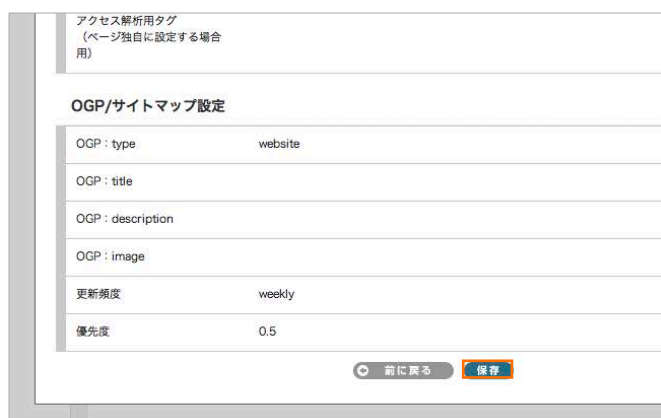 アクセス解析用タグ
（ページ独自に設定する場合
用）
OGP/サイトマップ設定
OGP：type website
OGP：title
OGP：description
OGP：image
更新頻度 weekly
優先度 0.5
前に戻る 保存